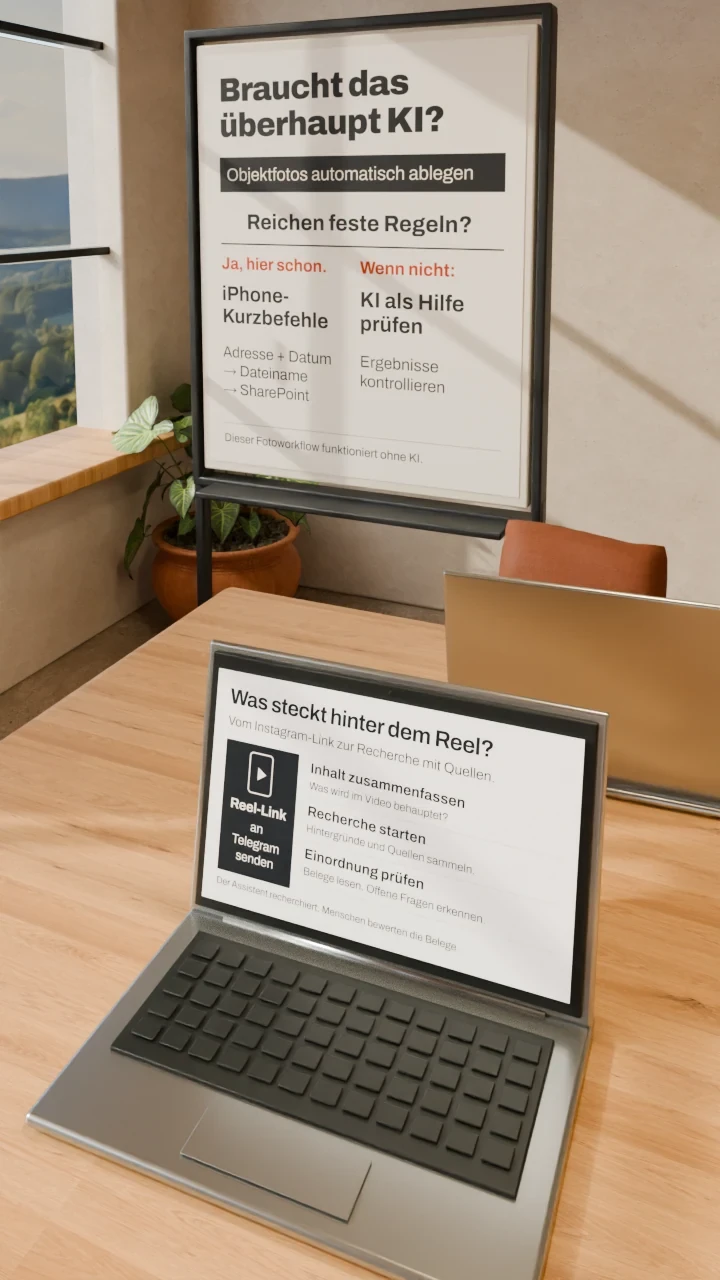 Braucht das
überhaupt KI?
Objektfotos automatisch ablegen
Reichen feste Regeln?
Ja, hier schon.
iPhone-
Kurzbefehle
Adresse + Datum
→ Dateiname
→ SharePoint
Wenn nicht:
KI als Hilfe
prüfen
Ergebnisse
kontrollieren
Dieser Fotoworkflow funktioniert ohne KI.
Was steckt hinter dem Reel?
Vom Instagram-Link zur Recherche mit Quellen.
Reel-Link
an
Telegram
senden
Inhalt zusammenfassen
Was wird im Video behauptet?
Recherche starten
Hintergründe und Quellen sammeln.
Einordnung prüfen
Belege lesen. Offene Fragen erkennen.
Der Assistent recherchiert. Menschen bewerten die Belege.